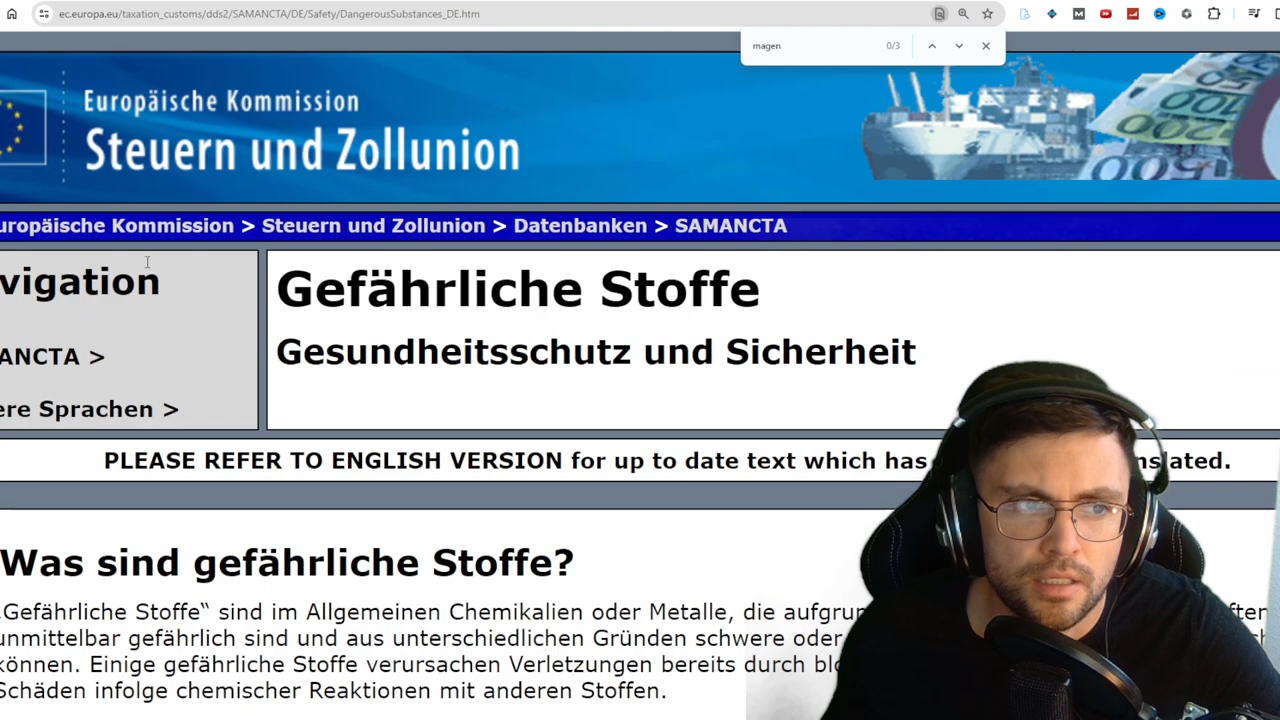 ec.europa.eu/taxation_customs/dds2/SAMANCTA/DE/Safety/DangerousSubstances_DE.htm
magen 0/3
Europäische Kommission
Steuern und Zollunion
uropäische Kommission > Steuern und Zollunion > Datenbanken > SAMANCTA
vigation
ANCTA >
ere Sprachen >
Gefährliche Stoffe
Gesundheitsschutz und Sicherheit
PLEASE REFER TO ENGLISH VERSION for up to date text which has nslated.
Was sind gefährliche Stoffe?
„Gefährliche Stoffe“ sind im Allgemeinen Chemikalien oder Metalle, die aufgrun
unmittelbar gefährlich sind und aus unterschiedlichen Gründen schwere oder
können. Einige gefährliche Stoffe verursachen Verletzungen bereits durch blo
Schäden infolge chemischer Reaktionen mit anderen Stoffen.